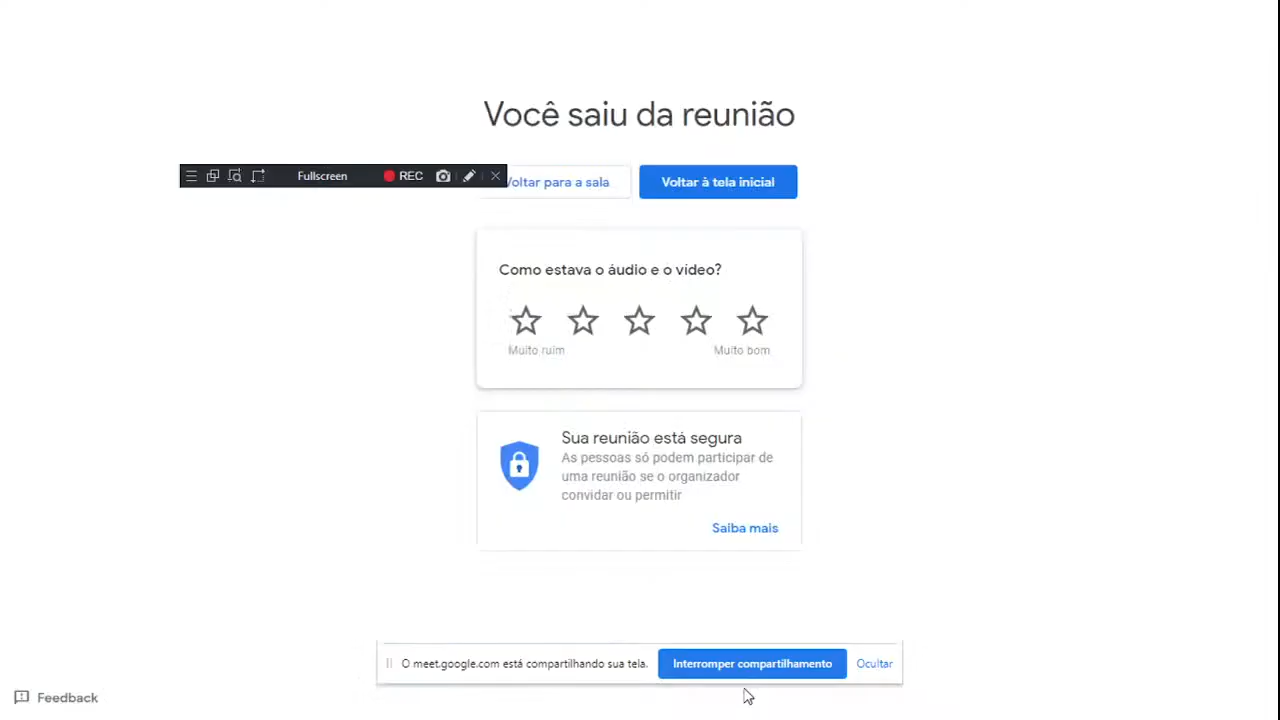 Você saiu da reunião
Fullscreen REC
Voltar para a sala
Voltar à tela inicial
Como estava o áudio e o vídeo?
Muito ruim
Muito bom
Sua reunião está segura
As pessoas só podem participar de
uma reunião se o organizador
convidar ou permitir
Saiba mais
O meet.google.com está compartilhando sua tela.
Interromper compartilhamento
Ocultar
Feedback